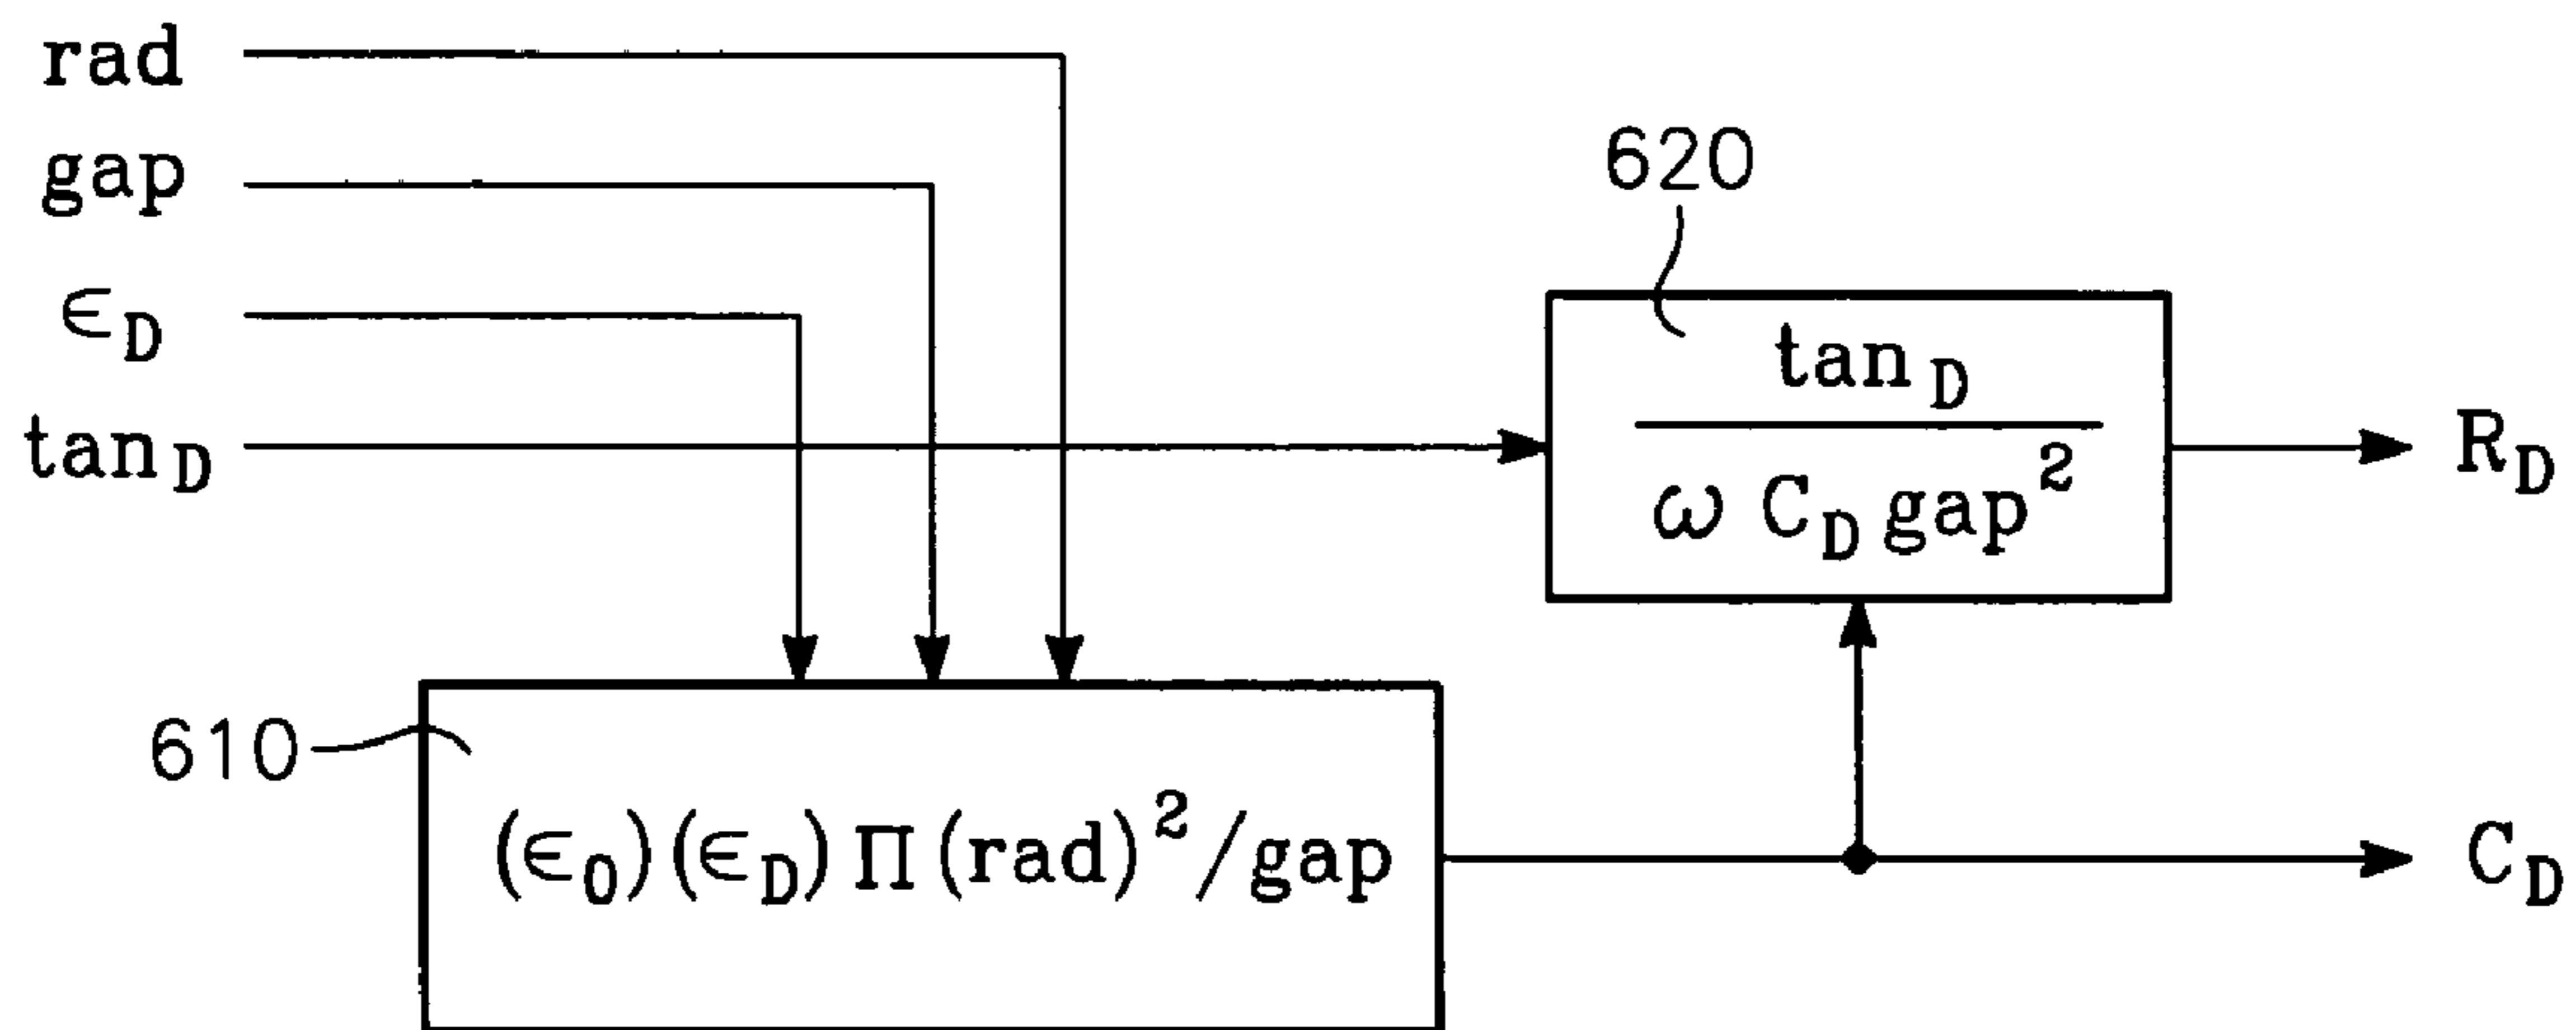 rad
gap
∈D
tanD
620
tanD
ω CD gap²
RD
610
(∈0)(∈D)Π(rad)²/gap
CD